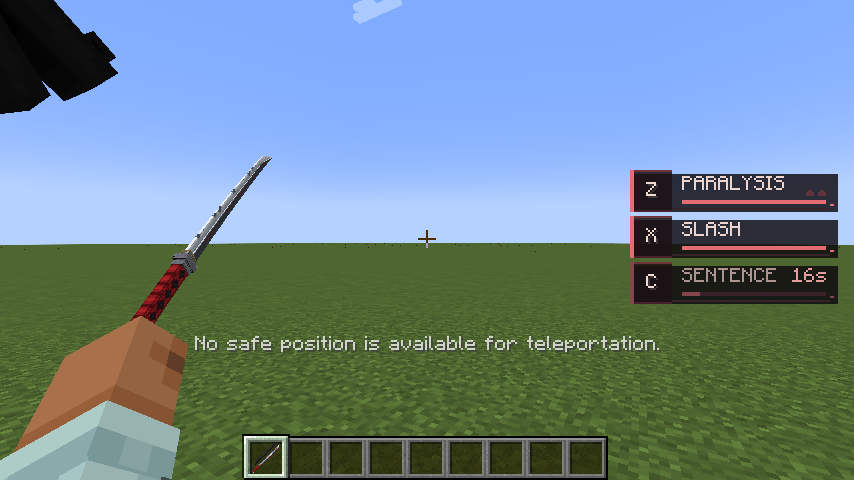 Z PARALYSIS
X SLASH
C SENTENCE 16s
No safe position is available for teleportation.